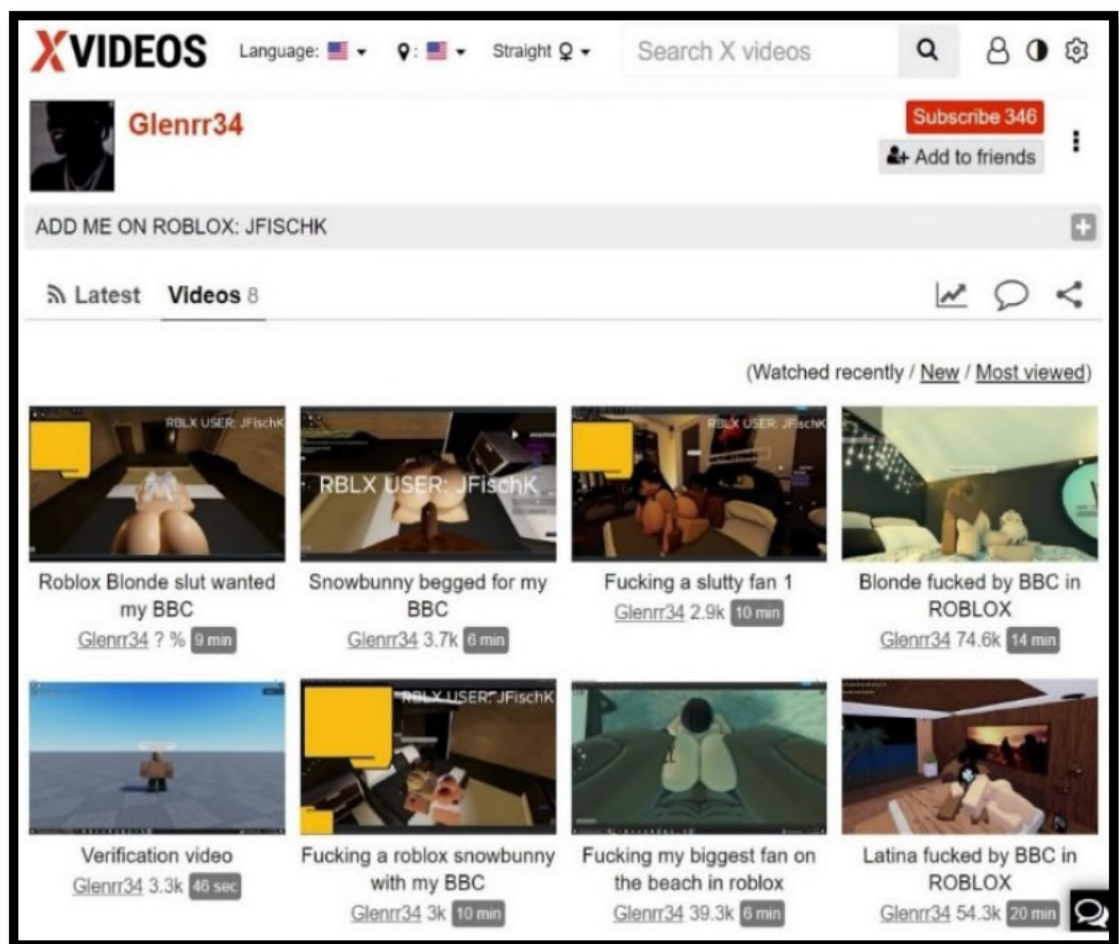 XVIDEOS Language: Straight Search X videos
Glenrr34
Subscribe 346
Add to friends
ADD ME ON ROBLOX: JFISCHK
Latest Videos 8
(Watched recently / New / Most viewed)
RBLX USER: JFischK
RBLX USER: JFischK
RBLX USER: JFischK
Roblox Blonde slut wanted
my BBC
Glenrr34 ? % 9 min
Snowbunny begged for my
BBC
Glenrr34 3.7k 6 min
Fucking a slutty fan 1
Glenrr34 2.9k 10 min
Blonde fucked by BBC in
ROBLOX
Glenrr34 74.6k 14 min
RBLX USER: JFischK
Verification video
Glenrr34 3.3k 46 sec
Fucking a roblox snowbunny
with my BBC
Glenrr34 3k 10 min
Fucking my biggest fan on
the beach in roblox
Glenrr34 39.3k 6 min
Latina fucked by BBC in
ROBLOX
Glenrr34 54.3k 20 min